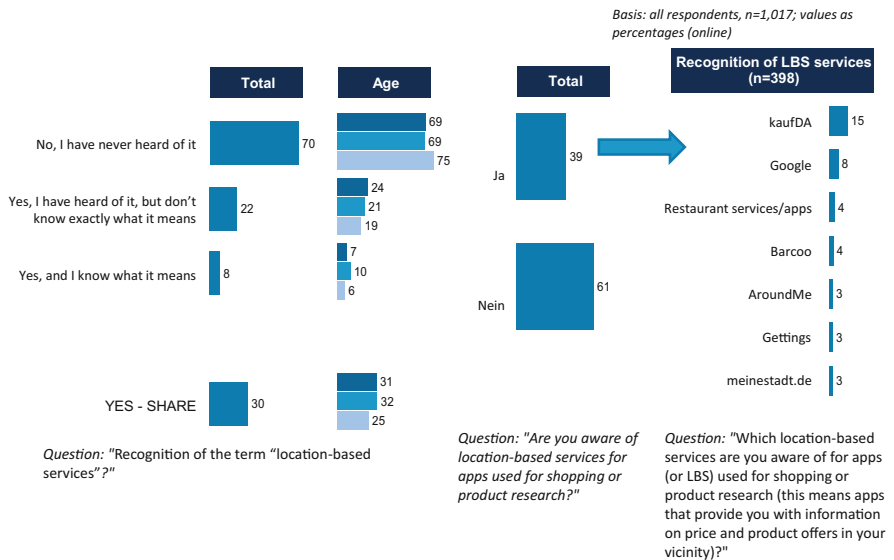 Basis: all respondents, n=1,017; values as
percentages (online)
Total
Age
No, I have never heard of it
70
69
69
75
Yes, I have heard of it, but don't
know exactly what it means
22
24
21
19
Yes, and I know what it means
8
7
10
6
YES - SHARE
30
31
32
25
Question: "Recognition of the term “location-based
services”?"
Total
Ja
39
Nein
61
Question: "Are you aware of
location-based services for
apps used for shopping or
product research?"
Recognition of LBS services
(n=398)
kaufDA
15
Google
8
Restaurant services/apps
4
Barcoo
4
AroundMe
3
Gettings
3
meinestadt.de
3
Question: "Which location-based
services are you aware of for apps
(or LBS) used for shopping or
product research (this means apps
that provide you with information
on price and product offers in your
vicinity)?"